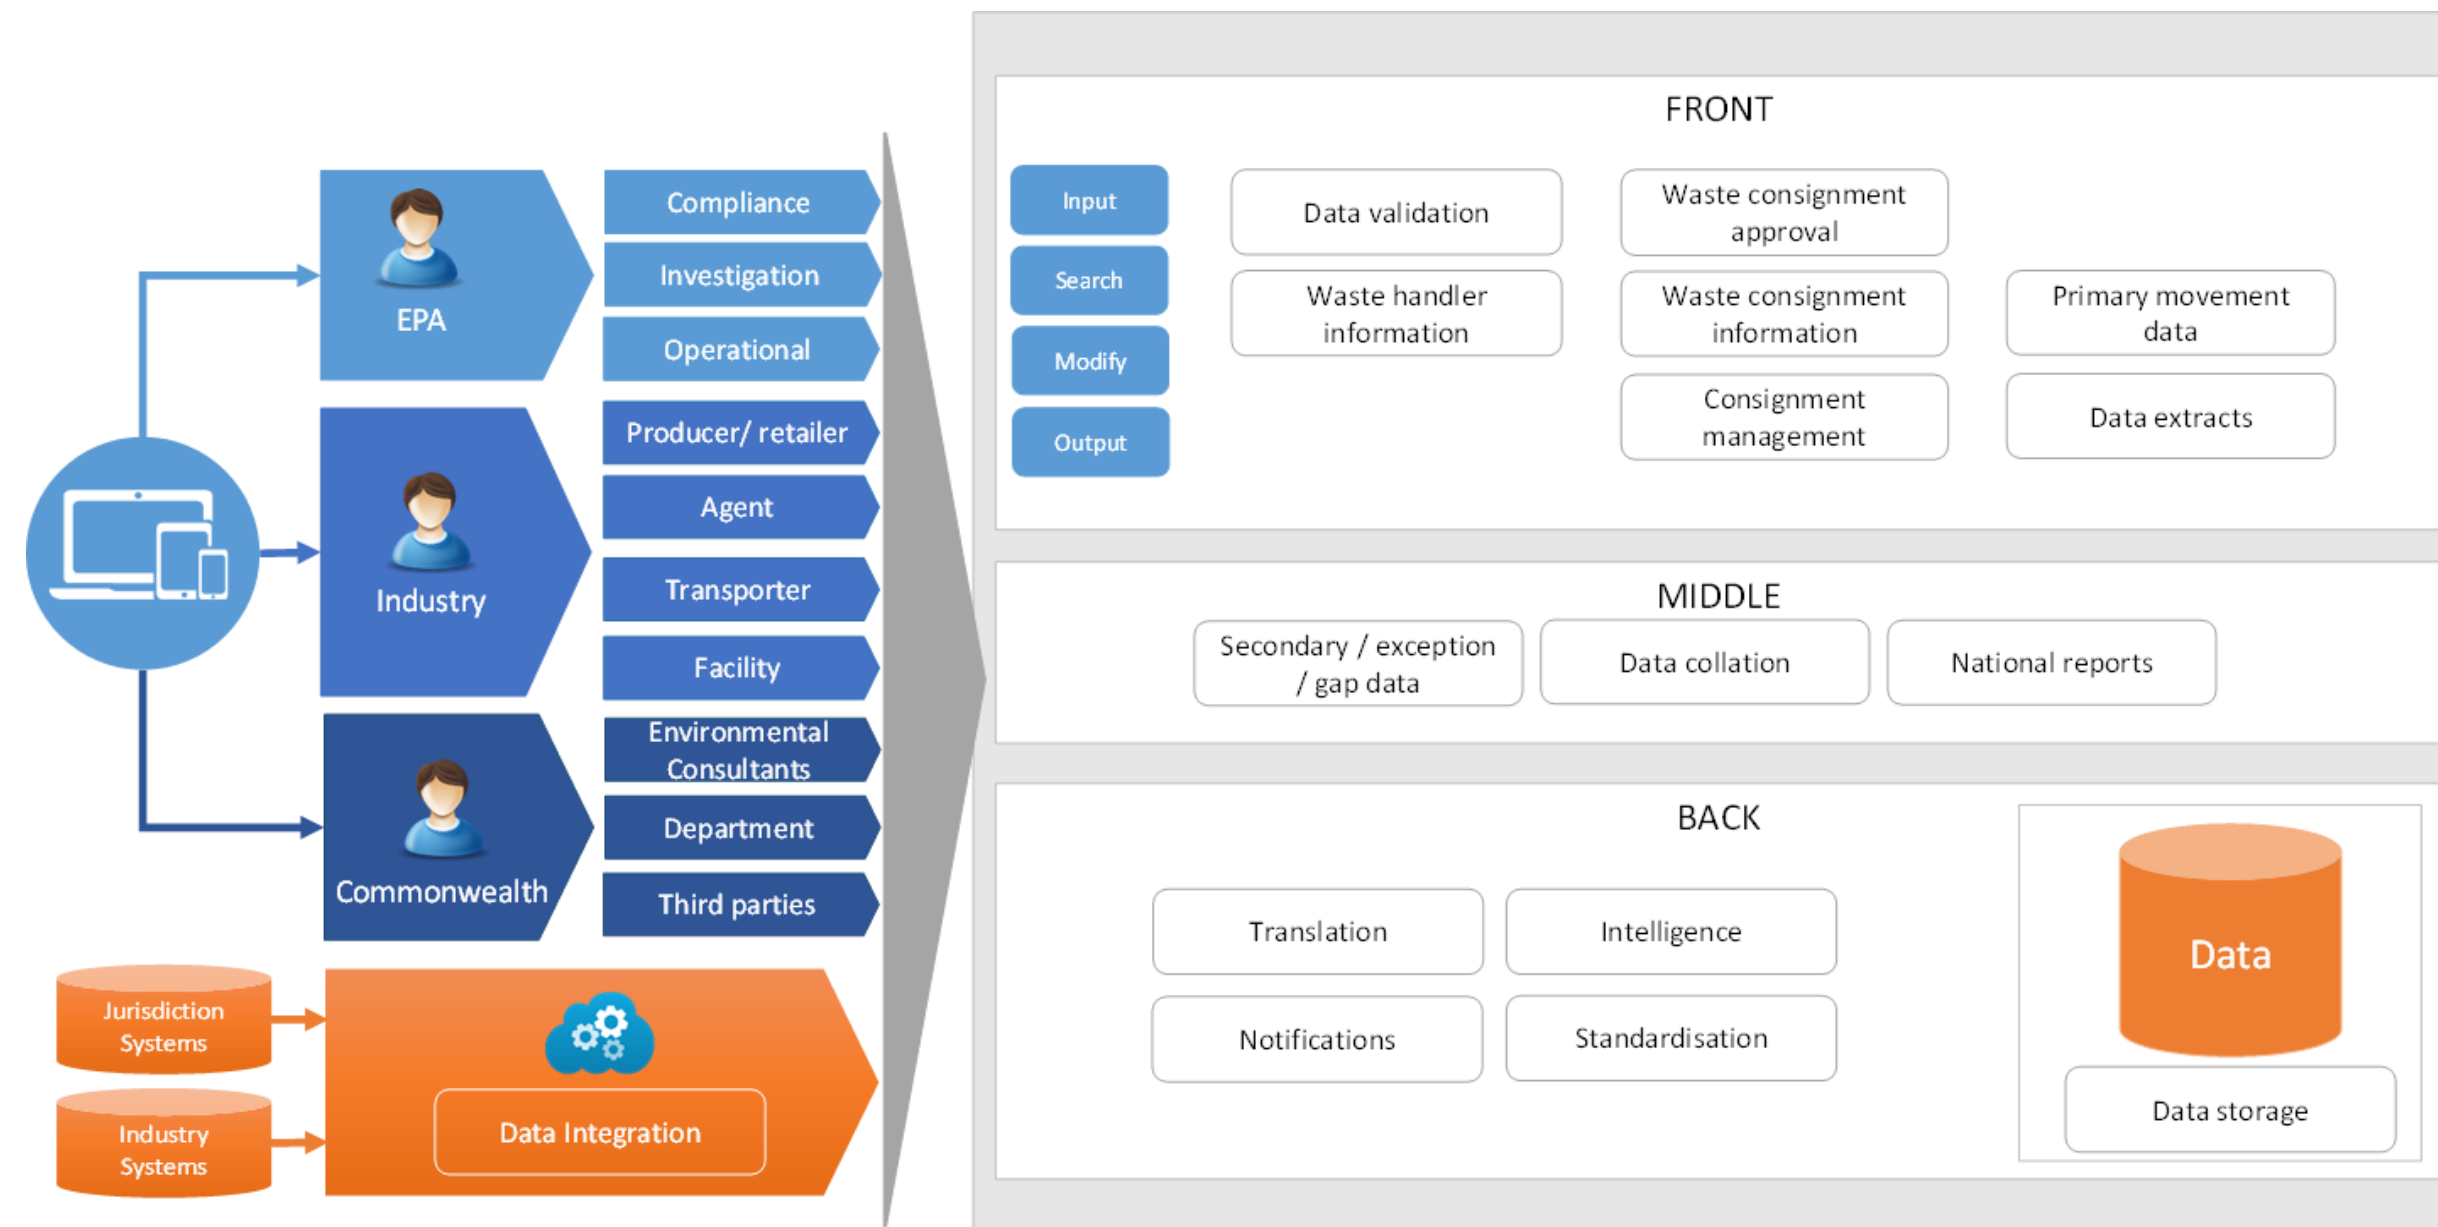 EPA
Compliance
Investigation
Operational
Industry
Producer/ retailer
Agent
Transporter
Facility
Commonwealth
Environmental
Consultants
Department
Third parties
Jurisdiction
Systems
Industry
Systems
Data Integration
FRONT
Input
Search
Modify
Output
Data validation
Waste handler
information
Waste consignment
approval
Waste consignment
information
Consignment
management
Primary movement
data
Data extracts
MIDDLE
Secondary / exception
/ gap data
Data collation
National reports
BACK
Translation
Intelligence
Notifications
Standardisation
Data
Data storage